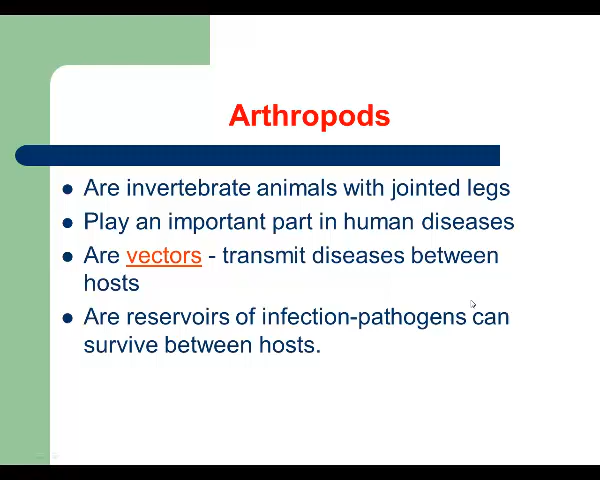 Arthropods
● Are invertebrate animals with jointed legs
● Play an important part in human diseases
● Are vectors - transmit diseases between
hosts
● Are reservoirs of infection-pathogens can
survive between hosts.